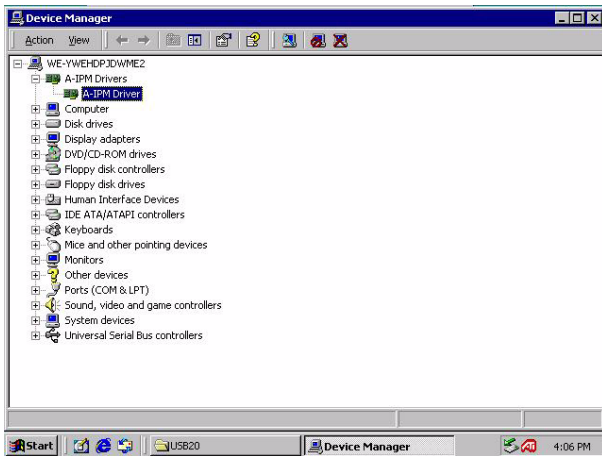 Device Manager
Action View
WE-YWEHDPJDWME2
A-IPM Drivers
A-IPM Driver
Computer
Disk drives
Display adapters
DVD/CD-ROM drives
Floppy disk controllers
Floppy disk drives
Human Interface Devices
IDE ATA/ATAPI controllers
Keyboards
Mice and other pointing devices
Monitors
Other devices
Ports (COM & LPT)
Sound, video and game controllers
System devices
Universal Serial Bus controllers
Start USB20 Device Manager 4:06 PM